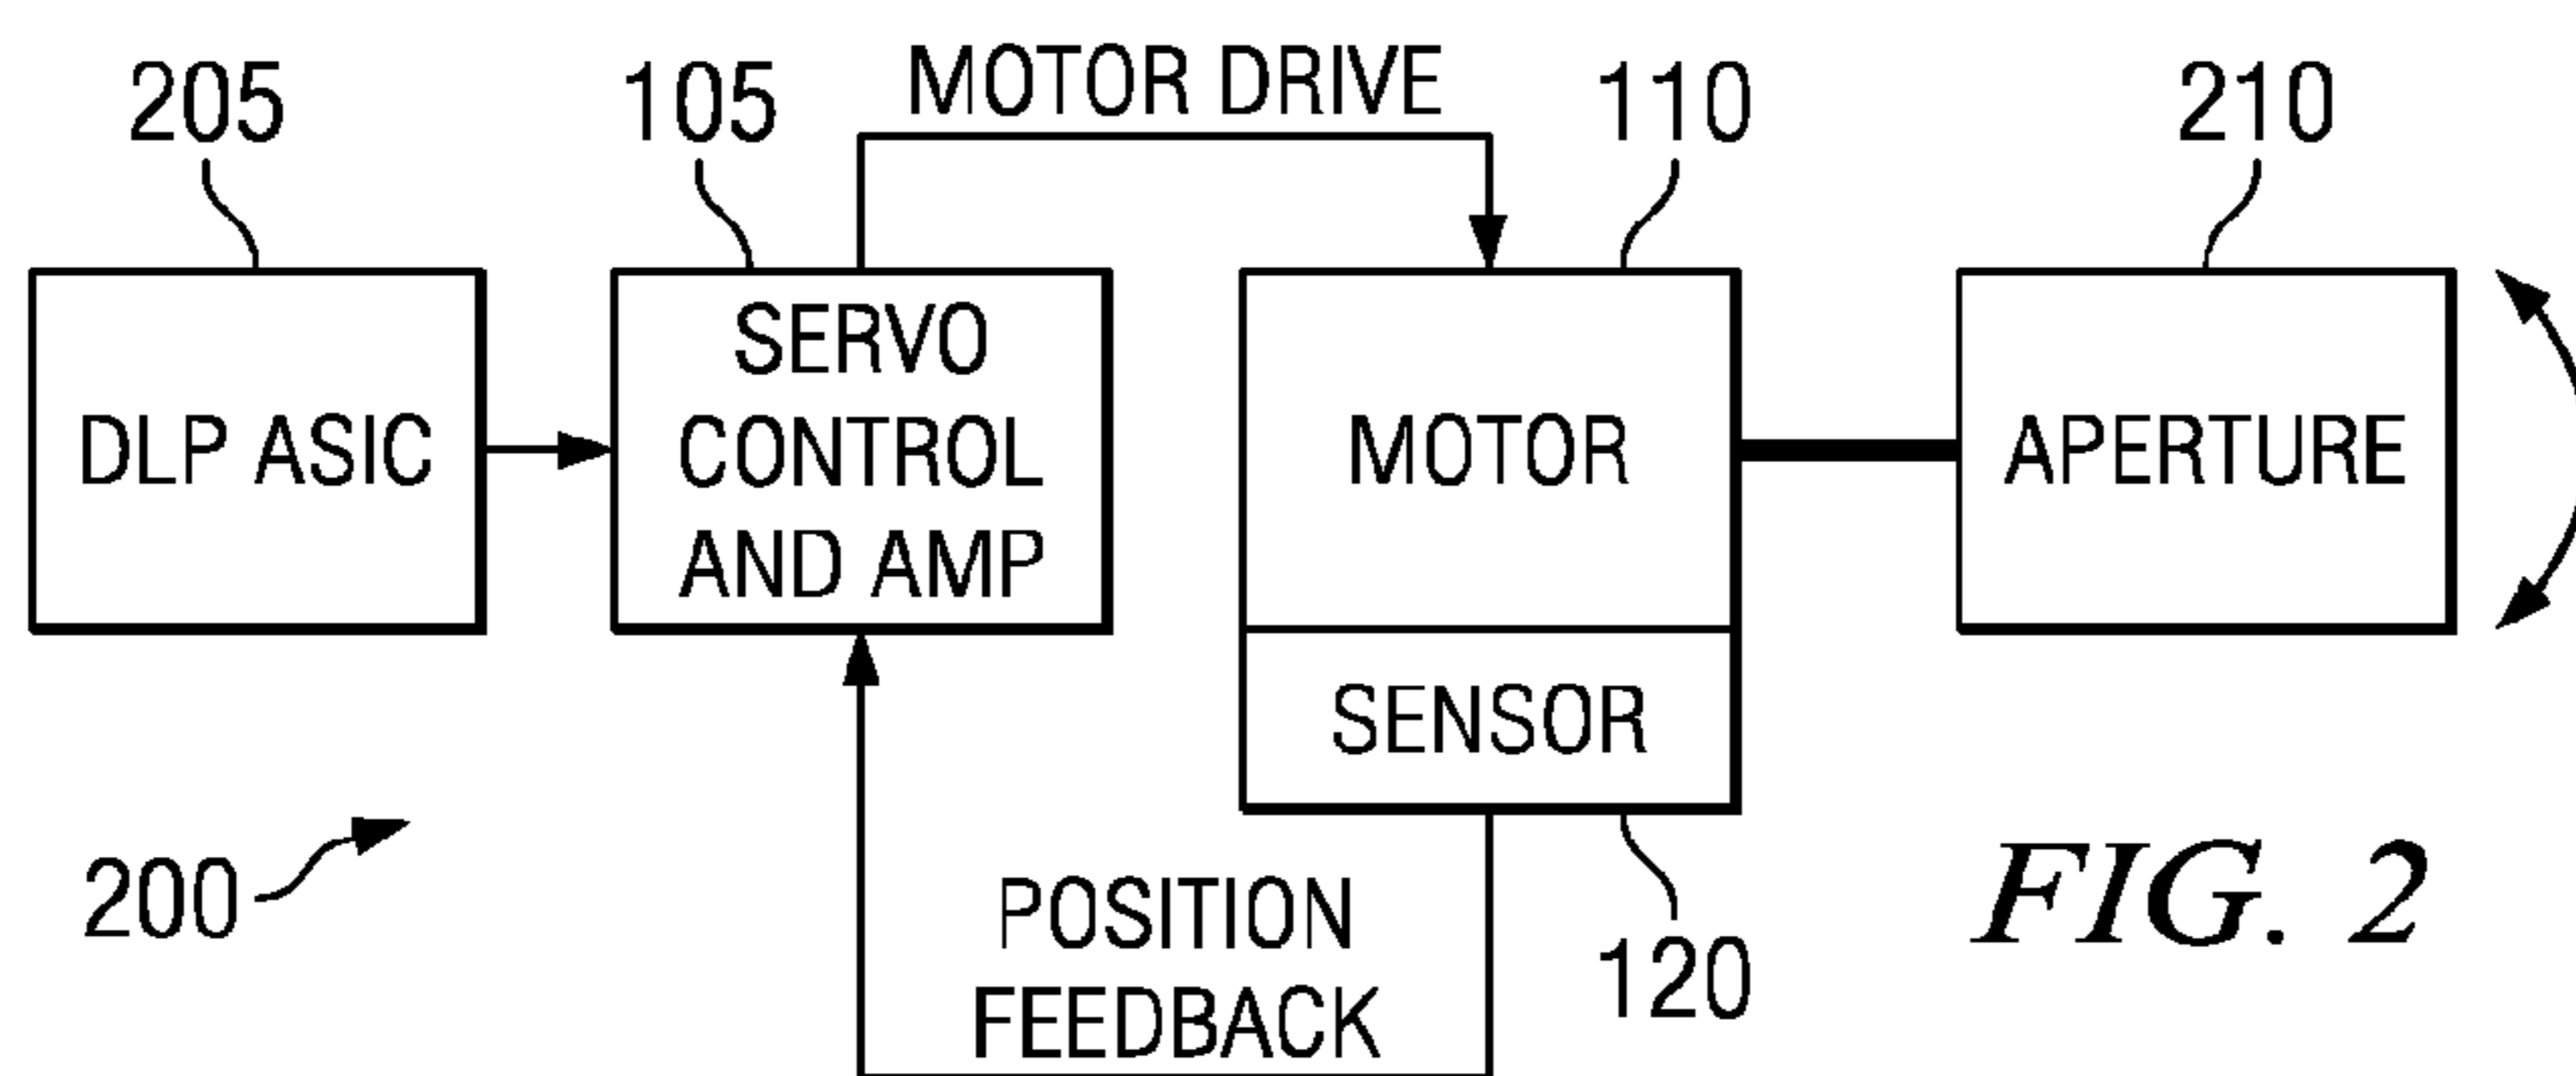 205
105
MOTOR DRIVE
110
210
DLP ASIC
SERVO
CONTROL
AND AMP
MOTOR
APERTURE
SENSOR
200
POSITION
FEEDBACK
120
FIG. 2